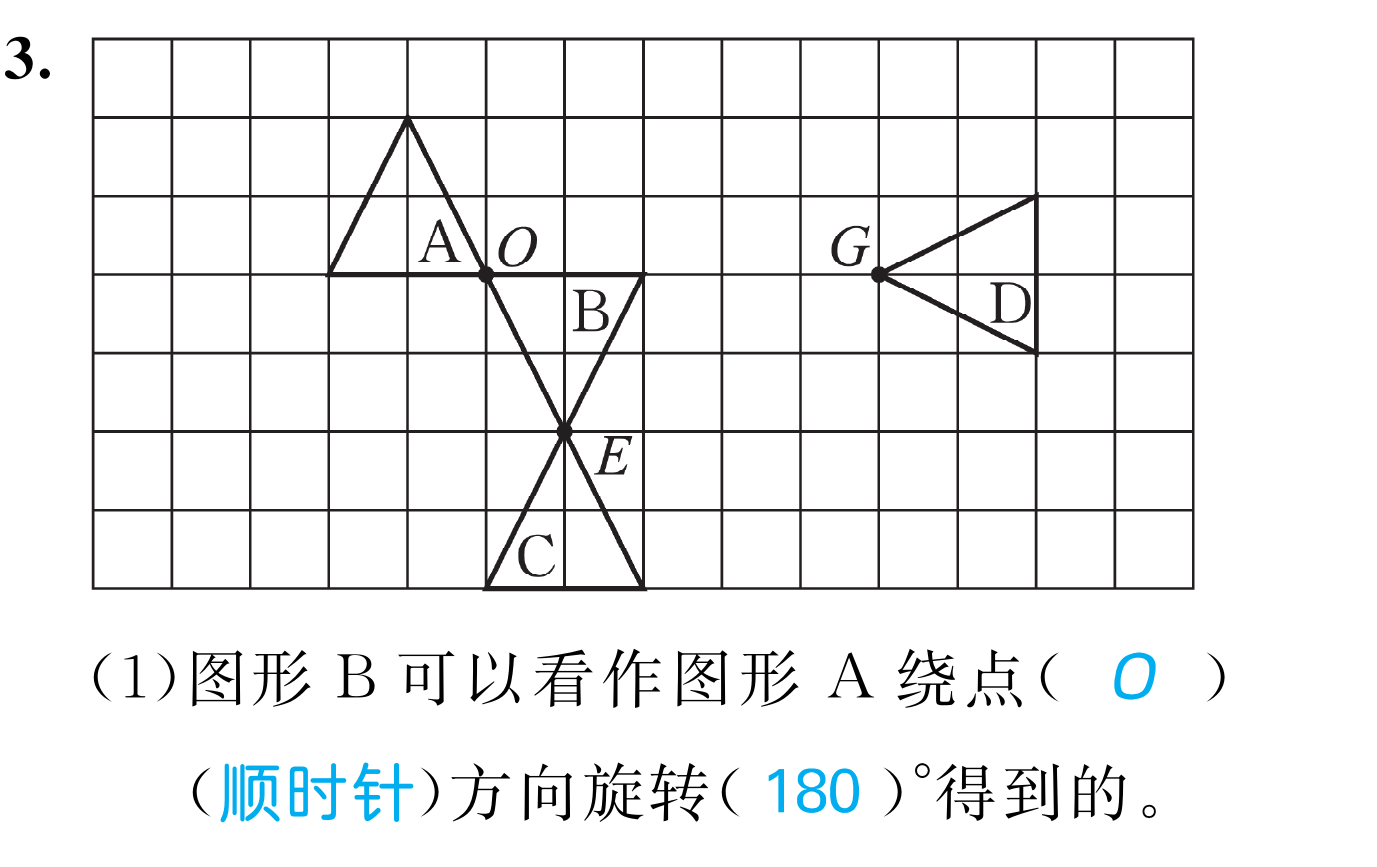 3.
A
O
G
B
D
E
C
(1)图形 B 可以看作图形 A 绕点( O )
(顺时针)方向旋转( 180 )°得到的。